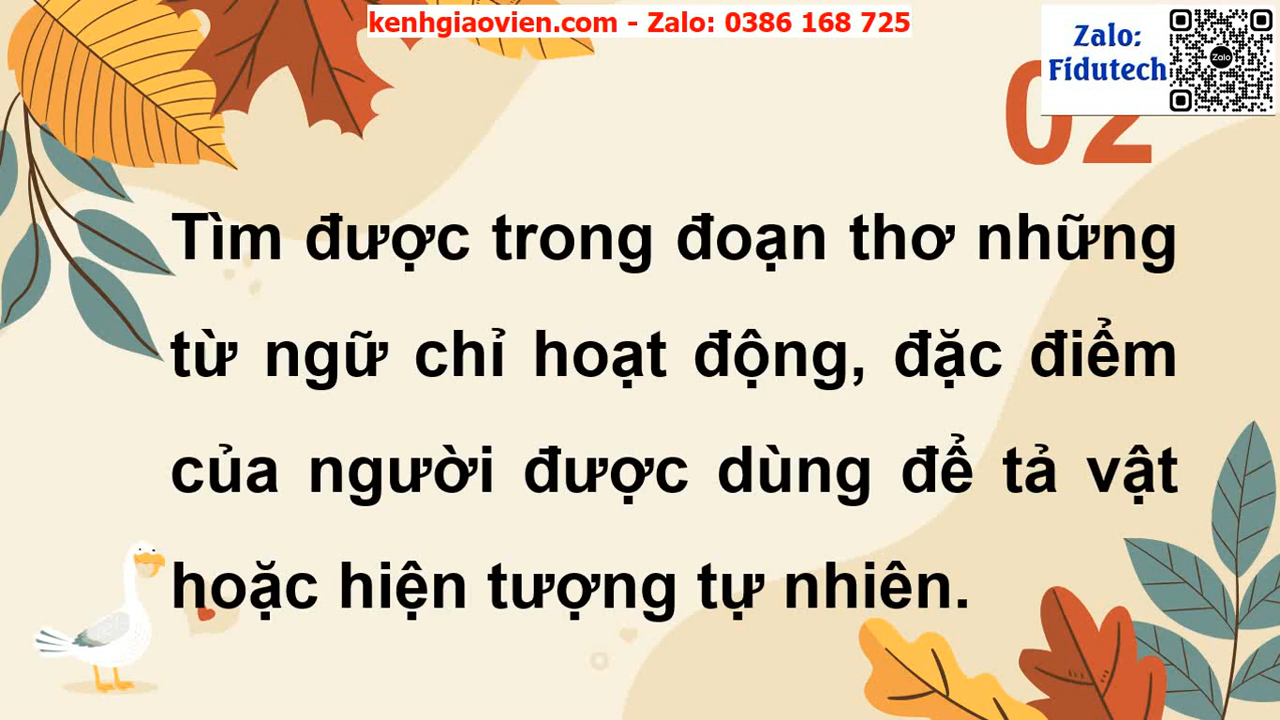 kenhgiaovien.com - Zalo: 0386 168 725
Zalo:
Fidutech
Zalo
02
Tìm được trong đoạn thơ những
từ ngữ chỉ hoạt động, đặc điểm
của người được dùng để tả vật
hoặc hiện tượng tự nhiên.